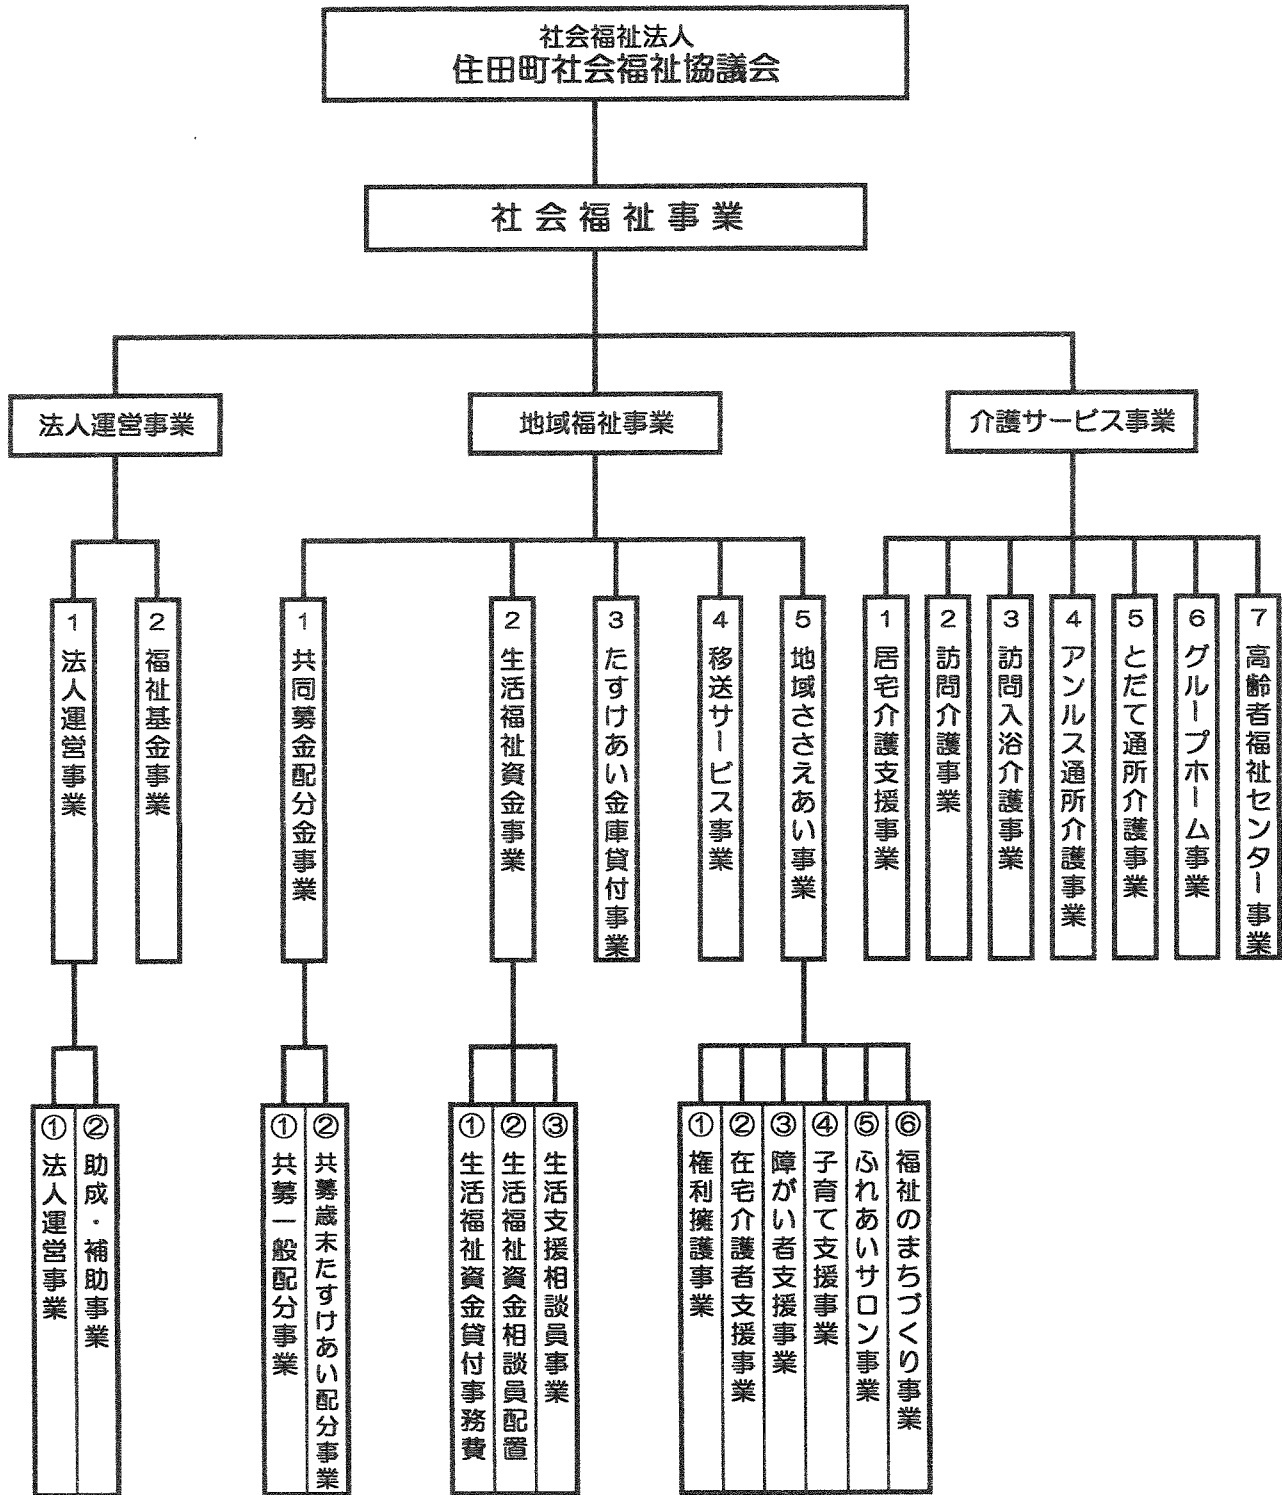 社会福祉法人
住田町社会福祉協議会
社会福祉事業
法人運営事業
地域福祉事業
介護サービス事業
1 法人運営事業
2 福祉基金事業
1 共同募金配分金事業
2 生活福祉資金事業
3 たすけあい金庫貸付事業
4 移送サービス事業
5 地域ささえあい事業
1 居宅介護支援事業
2 訪問介護事業
3 訪問入浴介護事業
4 アンルス通所介護事業
5 とだて通所介護事業
6 グループホーム事業
7 高齢者福祉センター事業
① 法人運営事業
② 助成・補助事業
① 共募一般配分事業
② 共募歳末たすけあい配分事業
① 生活福祉資金貸付事務費
② 生活福祉資金相談員配置
③ 生活支援相談員事業
① 権利擁護事業
② 在宅介護者支援事業
③ 障がい者支援事業
④ 子育て支援事業
⑤ ふれあいサロン事業
⑥ 福祉のまちづくり事業